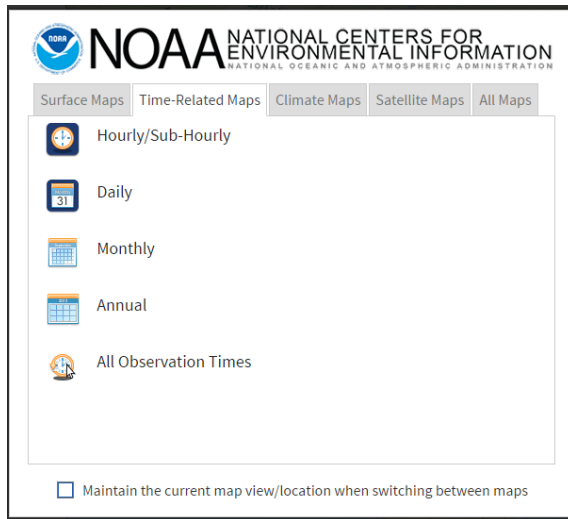 NOAA
NOAA NATIONAL CENTERS FOR
ENVIRONMENTAL INFORMATION
NATIONAL OCEANIC AND ATMOSPHERIC ADMINISTRATION
Surface Maps Time-Related Maps Climate Maps Satellite Maps All Maps
Hourly/Sub-Hourly
31
Daily
Monthly
Annual
All Observation Times
Maintain the current map view/location when switching between maps